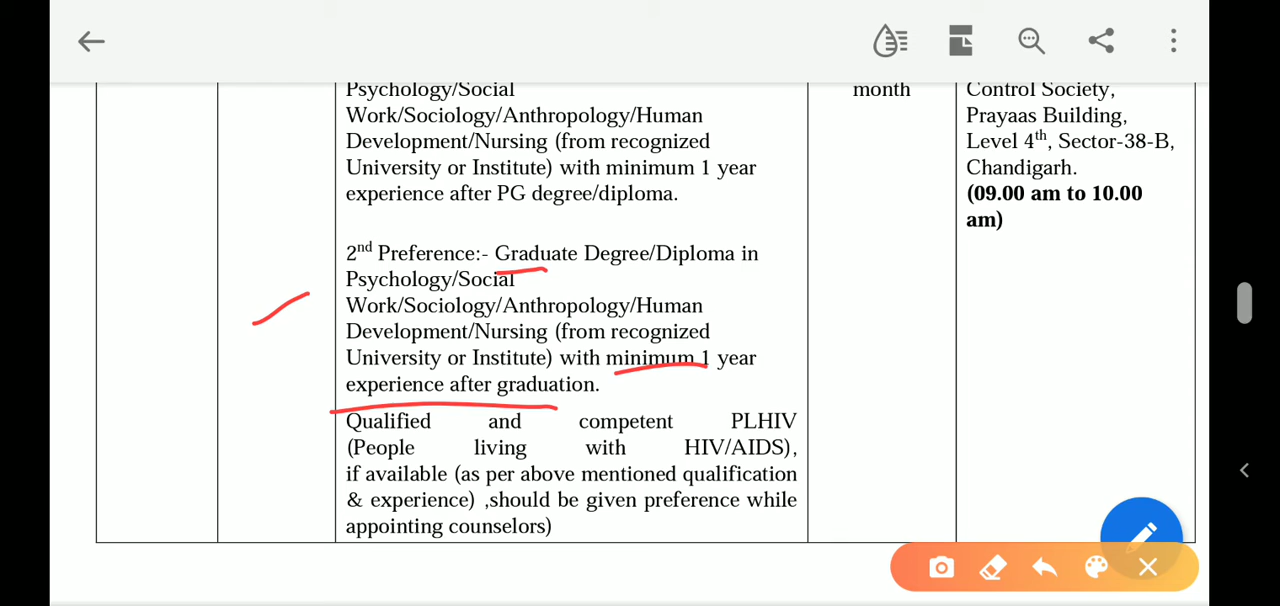 Psychology/Social
Work/Sociology/Anthropology/Human
Development/Nursing (from recognized
University or Institute) with minimum 1 year
experience after PG degree/diploma.
2nd Preference:- Graduate Degree/Diploma in
Psychology/Social
Work/Sociology/Anthropology/Human
Development/Nursing (from recognized
University or Institute) with minimum 1 year
experience after graduation.
Qualified and competent PLHIV
(People living with HIV/AIDS),
if available (as per above mentioned qualification
& experience) ,should be given preference while
appointing counselors)
month
Control Society,
Prayaas Building,
Level 4th, Sector-38-B,
Chandigarh.
(09.00 am to 10.00
am)